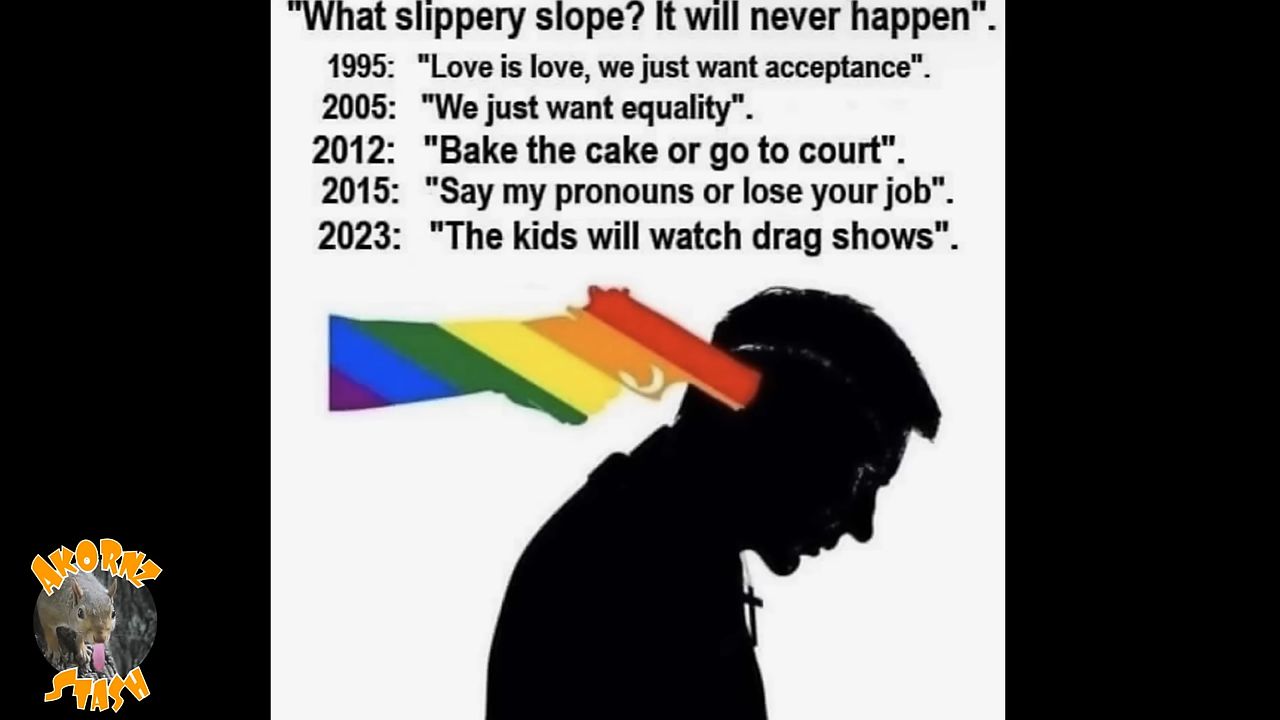 "What slippery slope? It will never happen".
1995: "Love is love, we just want acceptance".
2005: "We just want equality".
2012: "Bake the cake or go to court".
2015: "Say my pronouns or lose your job".
2023: "The kids will watch drag shows".
AKORNZ
STASH